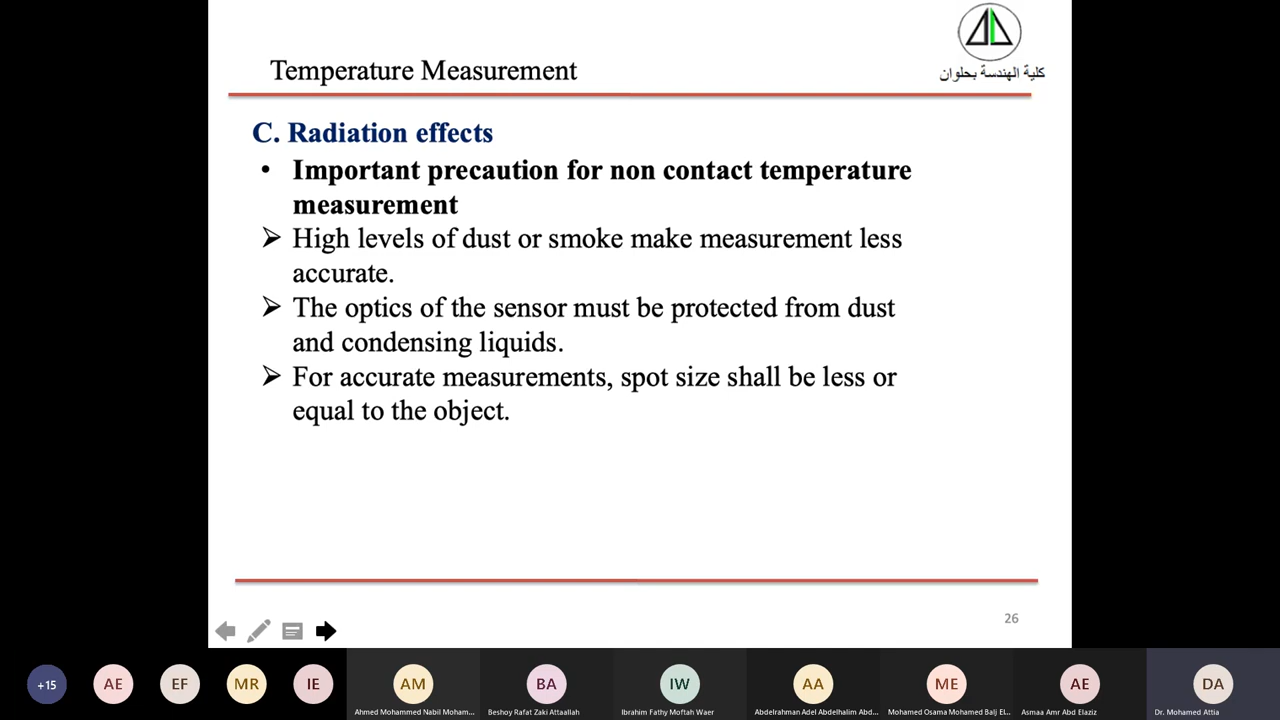 كلية الهندسة بحلوان
Temperature Measurement
C. Radiation effects
• Important precaution for non contact temperature
measurement
➢ High levels of dust or smoke make measurement less
accurate.
➢ The optics of the sensor must be protected from dust
and condensing liquids.
➢ For accurate measurements, spot size shall be less or
equal to the object.
26
+15
AE
EF
MR
IE
AM
BA
IW
AA
ME
AE
DA
Ahmed Mohammed Nabil Moham...
Beshoy Rafat Zaki Attaallah
Ibrahim Fathy Moftah Waer
Abdelrahman Adel Abdelhalim Abd...
Mohamed Osama Mohamed Balj El...
Asmaa Amr Abd Elaziz
Dr. Mohamed Attia